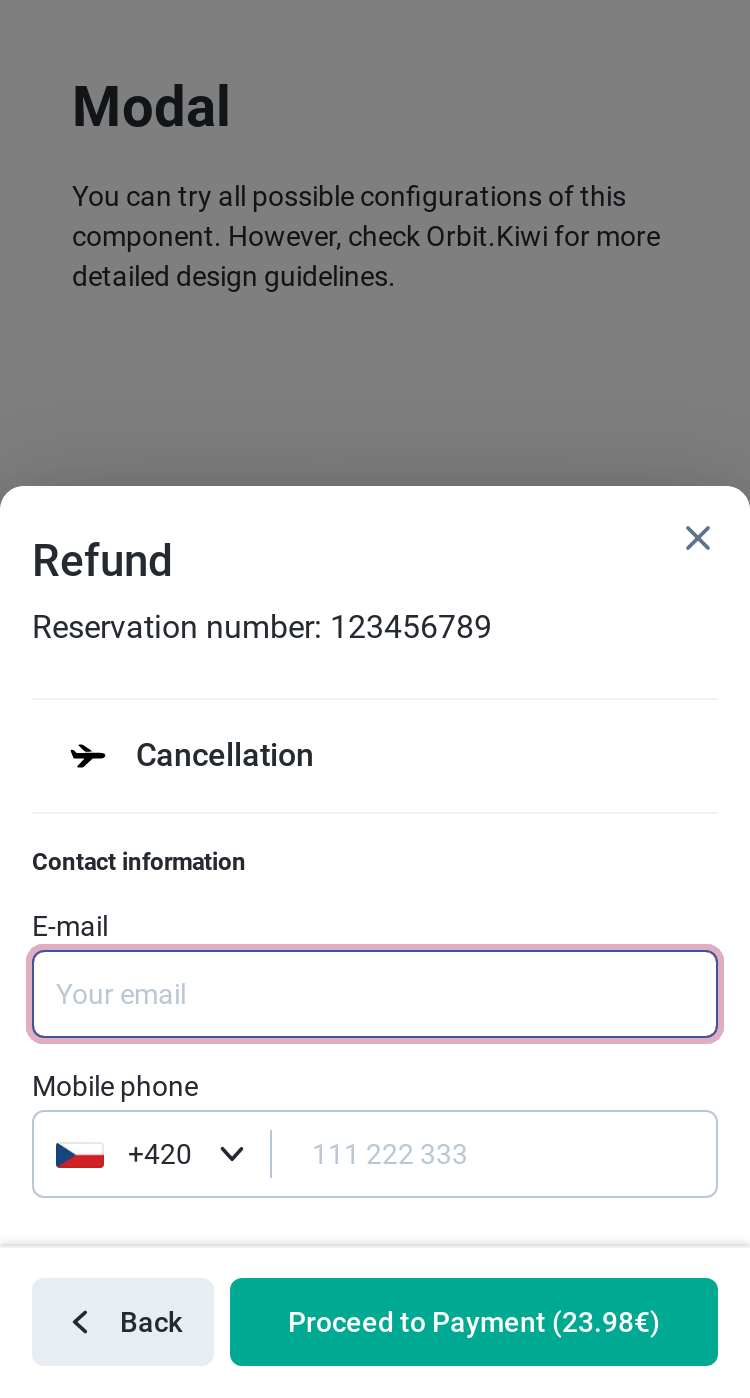 Modal
You can try all possible configurations of this
component. However, check Orbit.Kiwi for more
detailed design guidelines.
Refund
Reservation number: 123456789
Cancellation
Contact information
E-mail
Your email
Mobile phone
+420 111 222 333
Back Proceed to Payment (23.98€)